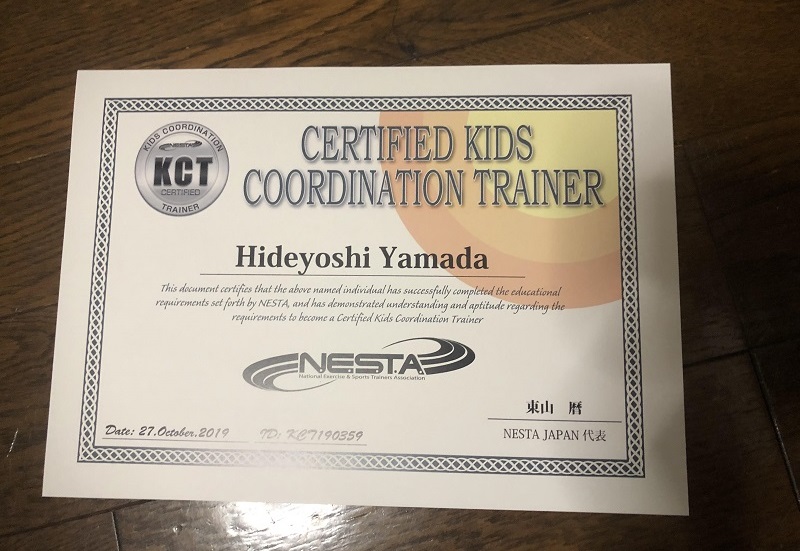 KIDS COORDINATION
NESTA
KCT
CERTIFIED
TRAINER
CERTIFIED KIDS
COORDINATION TRAINER
Hideyoshi Yamada
This document certifies that the above named individual has successfully completed the educational
requirements set forth by NESTA, and has demonstrated understanding and aptitude regarding the
requirements to become a Certified Kids Coordination Trainer
N.E.S.T.A.
National Exercise & Sports Trainers Association
東山 暦
NESTA JAPAN 代表
Date: 27.October.2019 ID: KCT190359